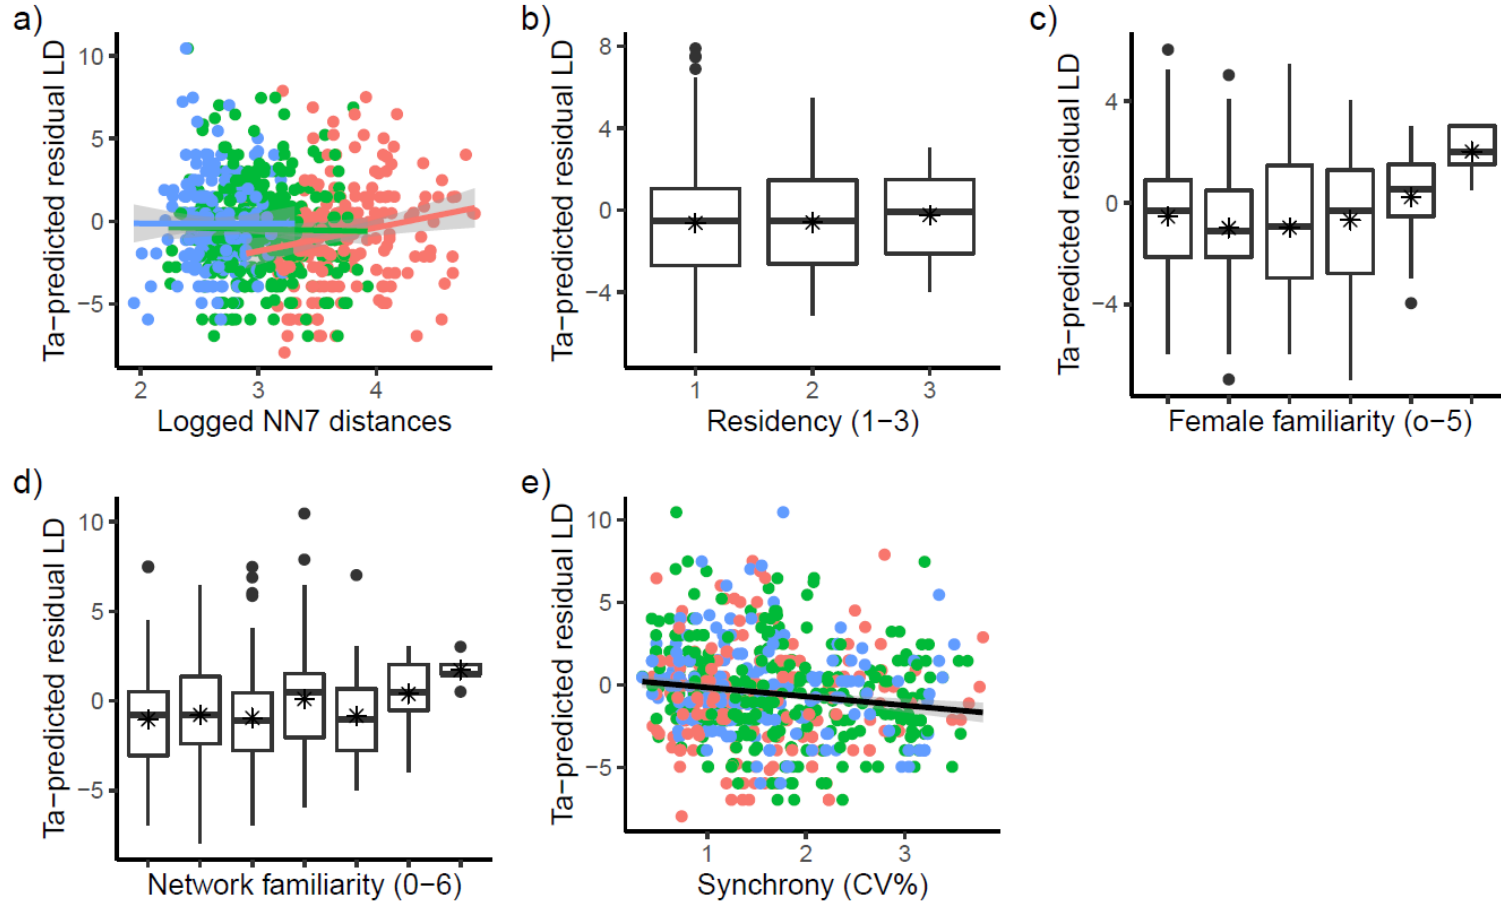 a)
Ta−predicted residual LD
10
5
0
−5
2 3 4
Logged NN7 distances
b)
Ta−predicted residual LD
8
4
0
−4
1 2 3
Residency (1−3)
c)
Ta−predicted residual LD
4
0
−4
Female familiarity (o−5)
d)
Ta−predicted residual LD
10
5
0
−5
Network familiarity (0−6)
e)
Ta−predicted residual LD
10
5
0
−5
1 2 3
Synchrony (CV%)